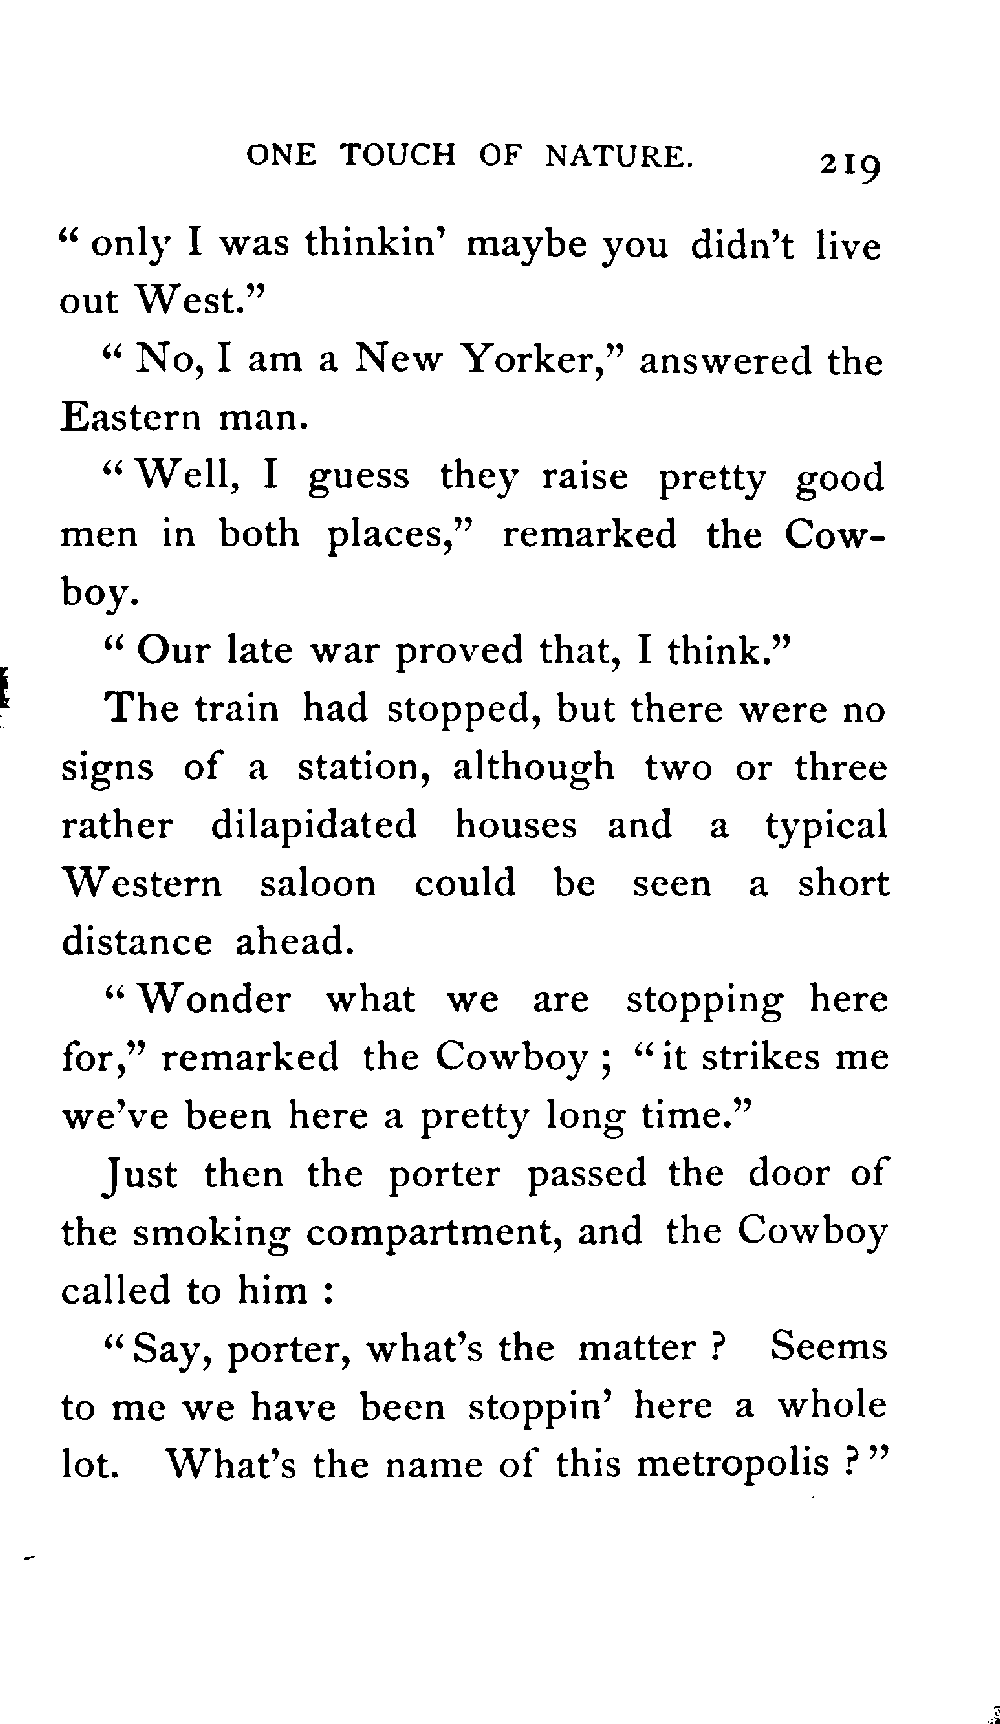 ONE TOUCH OF NATURE. 219
“ only I was thinkin’ maybe you didn’t live
out West.”
“ No, I am a New Yorker,” answered the
Eastern man.
“ Well, I guess they raise pretty good
men in both places,” remarked the Cow-
boy.
“ Our late war proved that, I think.”
The train had stopped, but there were no
signs of a station, although two or three
rather dilapidated houses and a typical
Western saloon could be seen a short
distance ahead.
“ Wonder what we are stopping here
for,” remarked the Cowboy ; “ it strikes me
we’ve been here a pretty long time.”
Just then the porter passed the door of
the smoking compartment, and the Cowboy
called to him :
“ Say, porter, what’s the matter ? Seems
to me we have been stoppin’ here a whole
lot. What’s the name of this metropolis ? ”